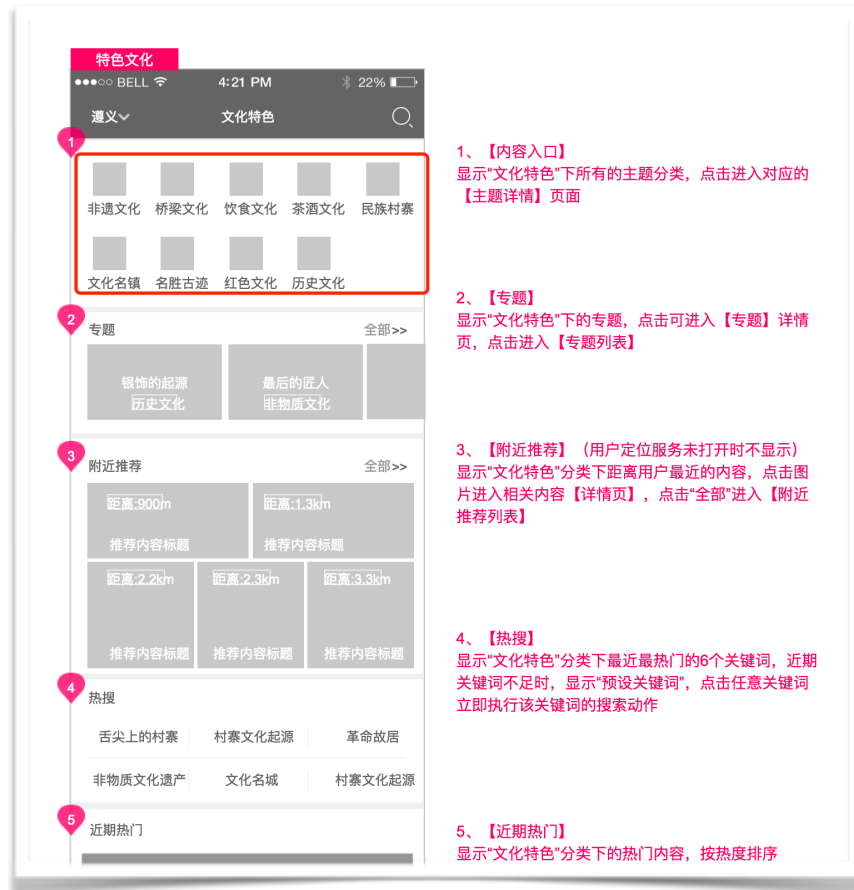 特色文化
BELL 4:21 PM 22%
遵义 文化特色
1
非遗文化 桥梁文化 饮食文化 茶酒文化 民族村寨
文化名镇 名胜古迹 红色文化 历史文化
2
专题 全部>>
银饰的起源 最后的匠人
历史文化 非物质文化
3
附近推荐 全部>>
距离:900m 距离:1.3km
推荐内容标题 推荐内容标题
距离:2.2km 距离:2.3km 距离:3.3km
推荐内容标题 推荐内容标题 推荐内容标题
4
热搜
舌尖上的村寨 村寨文化起源 革命故居
非物质文化遗产 文化名城 村寨文化起源
5
近期热门
1、【内容入口】
显示“文化特色”下所有的主题分类，点击进入对应的
【主题详情】页面
2、【专题】
显示“文化特色”下的专题，点击可进入【专题】详情
页，点击进入【专题列表】
3、【附近推荐】（用户定位服务未打开时不显示）
显示“文化特色”分类下距离用户最近的内容，点击图
片进入相关内容【详情页】，点击“全部”进入【附近
推荐列表】
4、【热搜】
显示“文化特色”分类下最近最热门的6个关键词，近期
关键词不足时，显示“预设关键词”，点击任意关键词
立即执行该关键词的搜索动作
5、【近期热门】
显示“文化特色”分类下的热门内容，按热度排序